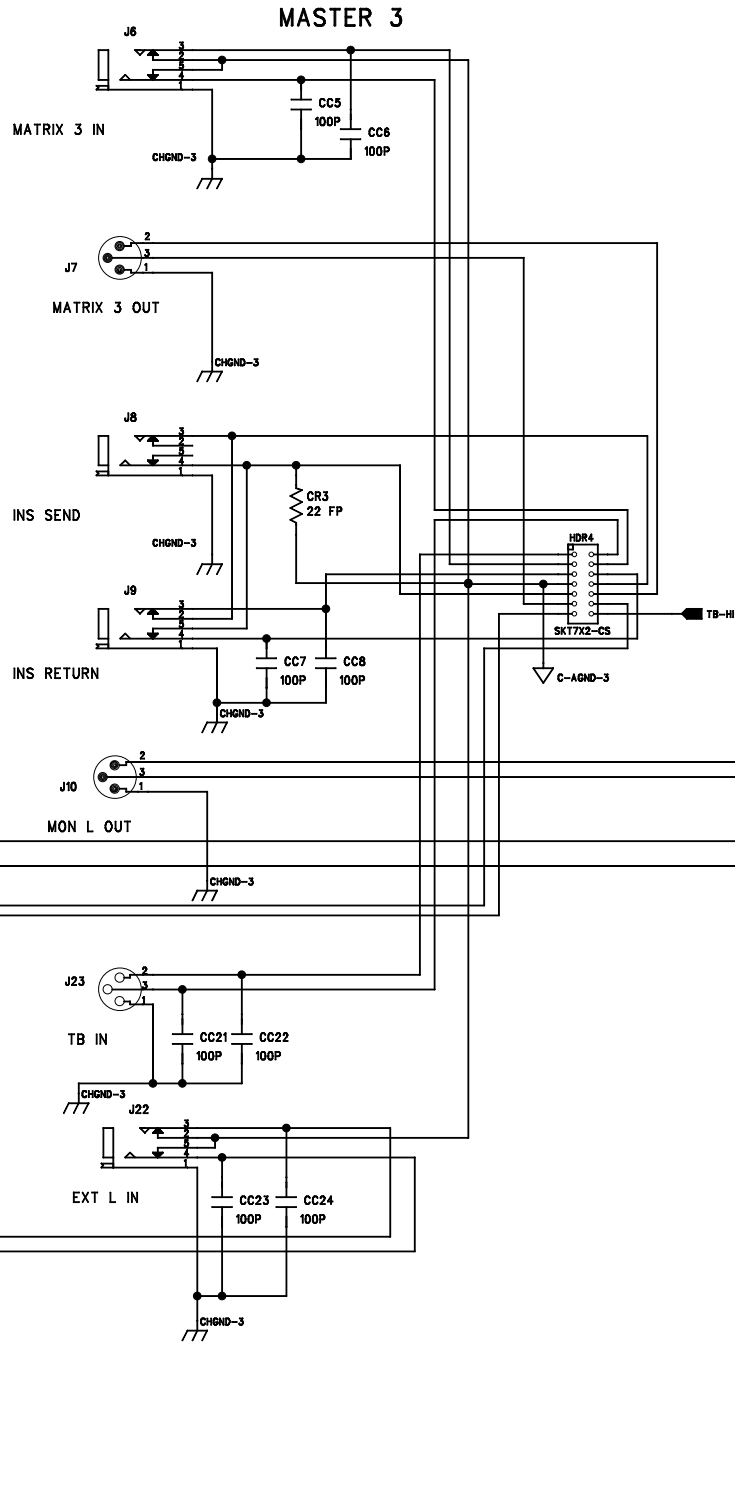 MASTER 3
J6
3
2
5
4
1
CC5
100P
CC6
100P
MATRIX 3 IN
CHGND-3
2
3
1
J7
MATRIX 3 OUT
CHGND-3
J8
3
2
5
4
1
CR3
22 FP
INS SEND
CHGND-3
HDR4
SKT7X2-CS
TB-HI
C-AGND-3
J9
3
2
5
4
1
CC7
100P
CC8
100P
INS RETURN
CHGND-3
2
3
1
J10
MON L OUT
CHGND-3
2
3
1
J23
TB IN
CC21
100P
CC22
100P
CHGND-3
J22
3
2
5
4
1
EXT L IN
CC23
100P
CC24
100P
CHGND-3